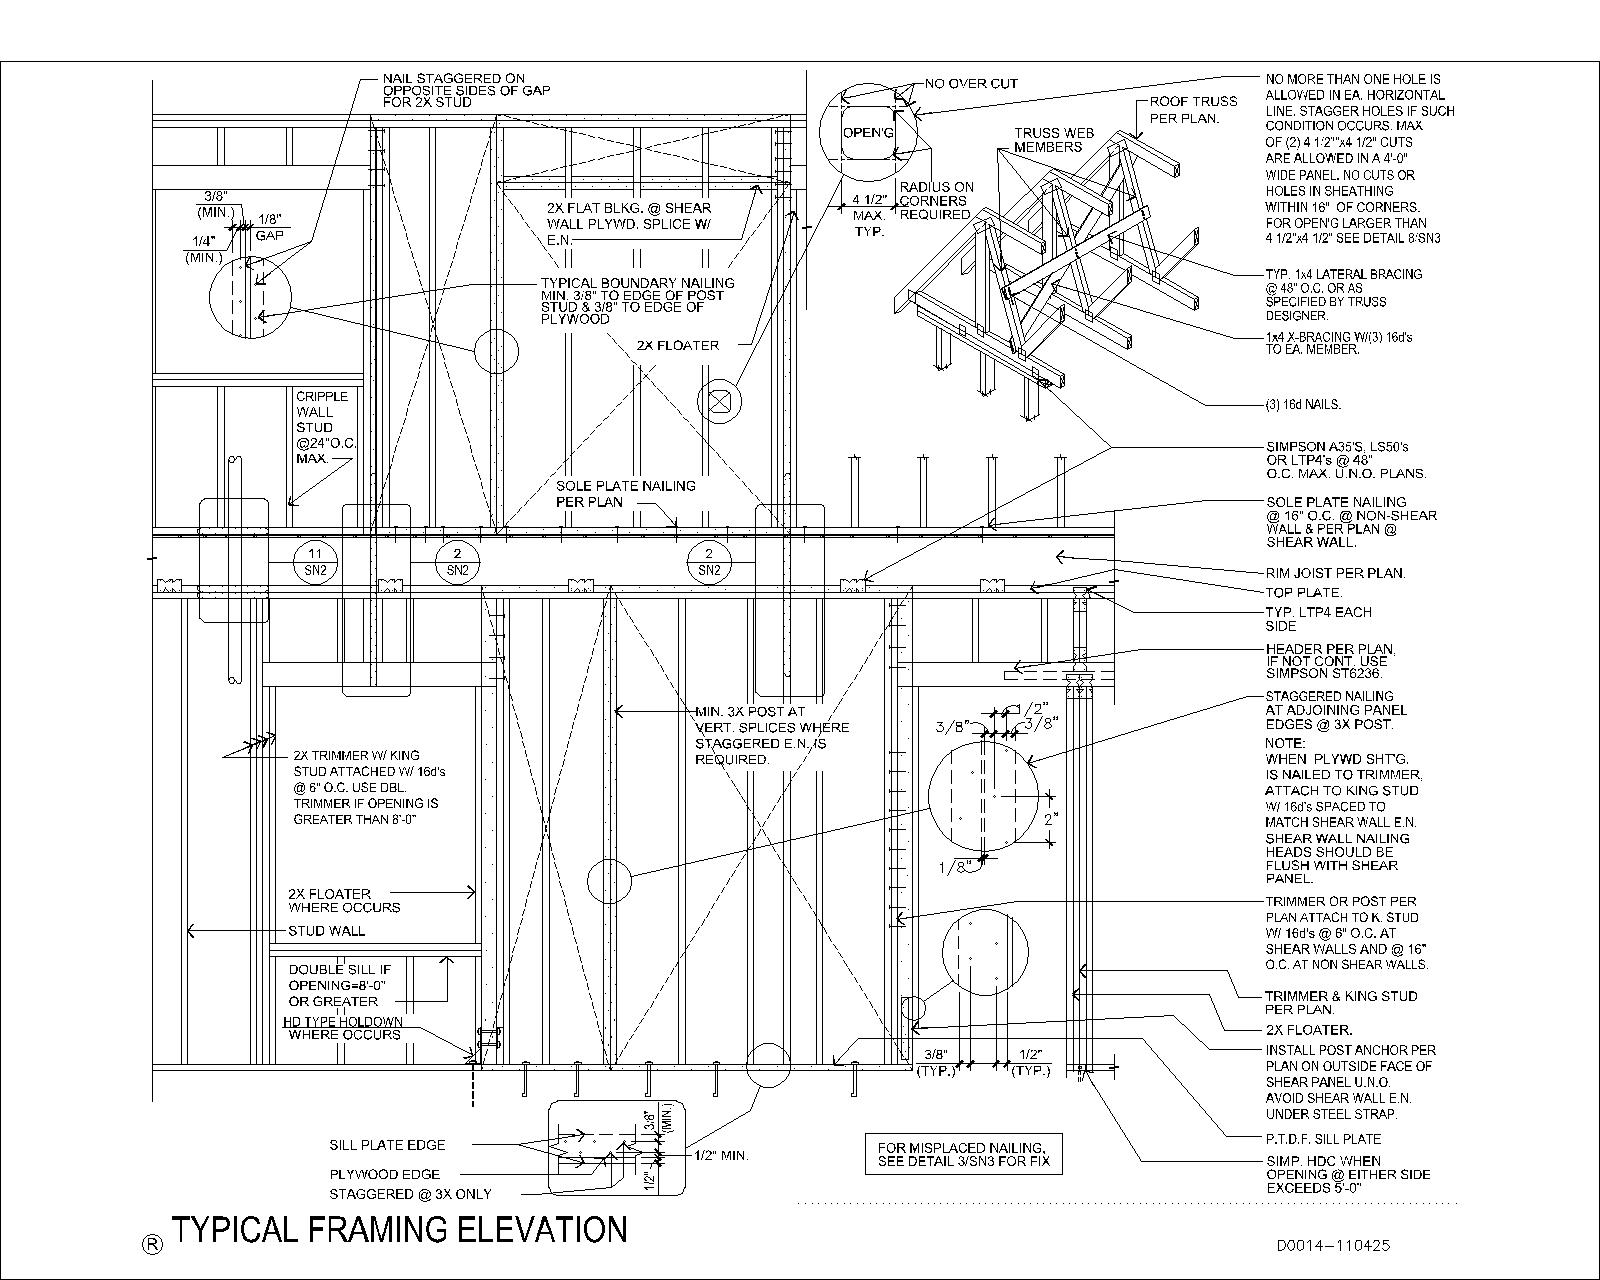 NAIL STAGGERED ON
OPPOSITE SIDES OF GAP
FOR 2X STUD
3/8"
(MIN.)
1/8"
GAP
1/4"
(MIN.)
2X FLAT BLKG. @ SHEAR
WALL PLYWD. SPLICE W/
E.N.
TYPICAL BOUNDARY NAILING
MIN. 3/8" TO EDGE OF POST
STUD & 3/8" TO EDGE OF
PLYWOOD
2X FLOATER
CRIPPLE
WALL
STUD
@24"O.C.
MAX.
SOLE PLATE NAILING
PER PLAN
NO OVER CUT
OPEN'G
4 1/2"
MAX.
TYP.
RADIUS ON
CORNERS
REQUIRED
TRUSS WEB
MEMBERS
ROOF TRUSS
PER PLAN.
NO MORE THAN ONE HOLE IS
ALLOWED IN EA. HORIZONTAL
LINE. STAGGER HOLES IF SUCH
CONDITION OCCURS. MAX
OF (2) 4 1/2""x4 1/2" CUTS
ARE ALLOWED IN A 4'-0"
WIDE PANEL. NO CUTS OR
HOLES IN SHEATHING
WITHIN 16" OF CORNERS.
FOR OPEN'G LARGER THAN
4 1/2"x4 1/2" SEE DETAIL 8/SN3
TYP. 1x4 LATERAL BRACING
@ 48" O.C. OR AS
SPECIFIED BY TRUSS
DESIGNER.
1x4 X-BRACING W/(3) 16d's
TO EA. MEMBER.
(3) 16d NAILS.
SIMPSON A35'S, LS50's
OR LTP4's @ 48"
O.C. MAX. U.N.O. PLANS.
SOLE PLATE NAILING
@ 16" O.C. @ NON-SHEAR
WALL & PER PLAN @
SHEAR WALL.
RIM JOIST PER PLAN.
TOP PLATE.
TYP. LTP4 EACH
SIDE
HEADER PER PLAN,
IF NOT CONT. USE
SIMPSON ST6236.
STAGGERED NAILING
AT ADJOINING PANEL
EDGES @ 3X POST.
NOTE:
WHEN PLYWD SHT'G.
IS NAILED TO TRIMMER,
ATTACH TO KING STUD
W/ 16d's SPACED TO
MATCH SHEAR WALL E.N.
SHEAR WALL NAILING
HEADS SHOULD BE
FLUSH WITH SHEAR
PANEL.
TRIMMER OR POST PER
PLAN ATTACH TO K. STUD
W/ 16d's @ 6" O.C. AT
SHEAR WALLS AND @ 16"
O.C. AT NON SHEAR WALLS.
TRIMMER & KING STUD
PER PLAN.
2X FLOATER.
INSTALL POST ANCHOR PER
PLAN ON OUTSIDE FACE OF
SHEAR PANEL U.N.O.
AVOID SHEAR WALL E.N.
UNDER STEEL STRAP.
P.T.D.F. SILL PLATE
SIMP. HDC WHEN
OPENING @ EITHER SIDE
EXCEEDS 5'-0"
11
SN2
2
SN2
2
SN2
MIN. 3X POST AT
VERT. SPLICES WHERE
STAGGERED E.N. IS
REQUIRED.
1/2"
3/8"
3/8"
2"
1/8"
2X TRIMMER W/ KING
STUD ATTACHED W/ 16d's
@ 6" O.C. USE DBL.
TRIMMER IF OPENING IS
GREATER THAN 8'-0"
2X FLOATER
WHERE OCCURS
STUD WALL
DOUBLE SILL IF
OPENING=8'-0"
OR GREATER
HD TYPE HOLDOWN
WHERE OCCURS
3/8"
(TYP.)
1/2"
(TYP.)
3/8"
(MIN.)
1/2"
1/2" MIN.
SILL PLATE EDGE
PLYWOOD EDGE
STAGGERED @ 3X ONLY
FOR MISPLACED NAILING,
SEE DETAIL 3/SN3 FOR FIX
R TYPICAL FRAMING ELEVATION
D0014-110425